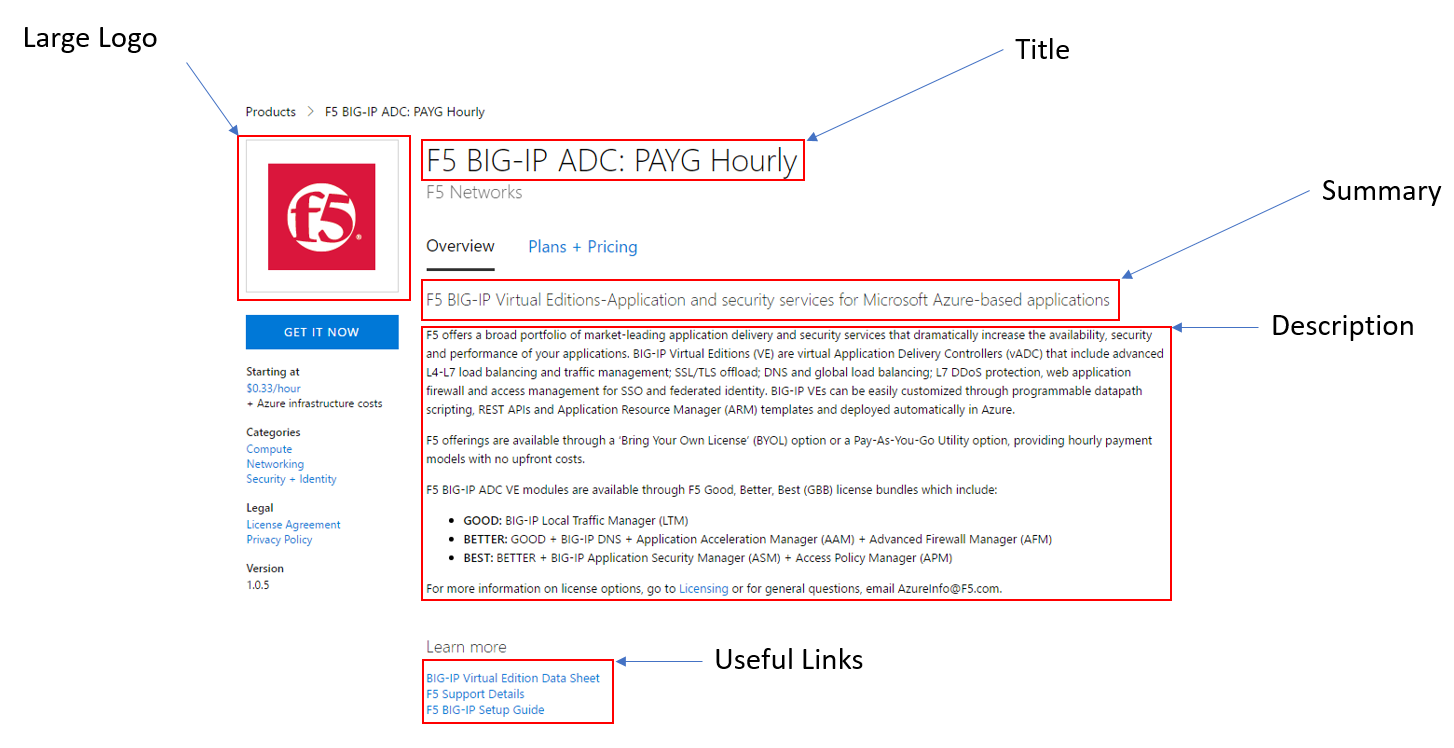 Large Logo
Title
Products > F5 BIG-IP ADC: PAYG Hourly
f5
F5 BIG-IP ADC: PAYG Hourly
F5 Networks
Summary
Overview
Plans + Pricing
F5 BIG-IP Virtual Editions-Application and security services for Microsoft Azure-based applications
Description
GET IT NOW
Starting at
$0.33/hour
+ Azure infrastructure costs
Categories
Compute
Networking
Security + Identity
Legal
License Agreement
Privacy Policy
Version
1.0.5
F5 offers a broad portfolio of market-leading application delivery and security services that dramatically increase the availability, security
and performance of your applications. BIG-IP Virtual Editions (VE) are virtual Application Delivery Controllers (vADC) that include advanced
L4-L7 load balancing and traffic management; SSL/TLS offload; DNS and global load balancing; L7 DDoS protection, web application
firewall and access management for SSO and federated identity. BIG-IP VEs can be easily customized through programmable datapath
scripting, REST APIs and Application Resource Manager (ARM) templates and deployed automatically in Azure.
F5 offerings are available through a ‘Bring Your Own License’ (BYOL) option or a Pay-As-You-Go Utility option, providing hourly payment
models with no upfront costs.
F5 BIG-IP ADC VE modules are available through F5 Good, Better, Best (GBB) license bundles which include:
• GOOD: BIG-IP Local Traffic Manager (LTM)
• BETTER: GOOD + BIG-IP DNS + Application Acceleration Manager (AAM) + Advanced Firewall Manager (AFM)
• BEST: BETTER + BIG-IP Application Security Manager (ASM) + Access Policy Manager (APM)
For more information on license options, go to Licensing or for general questions, email AzureInfo@F5.com.
Learn more
Useful Links
BIG-IP Virtual Edition Data Sheet
F5 Support Details
F5 BIG-IP Setup Guide